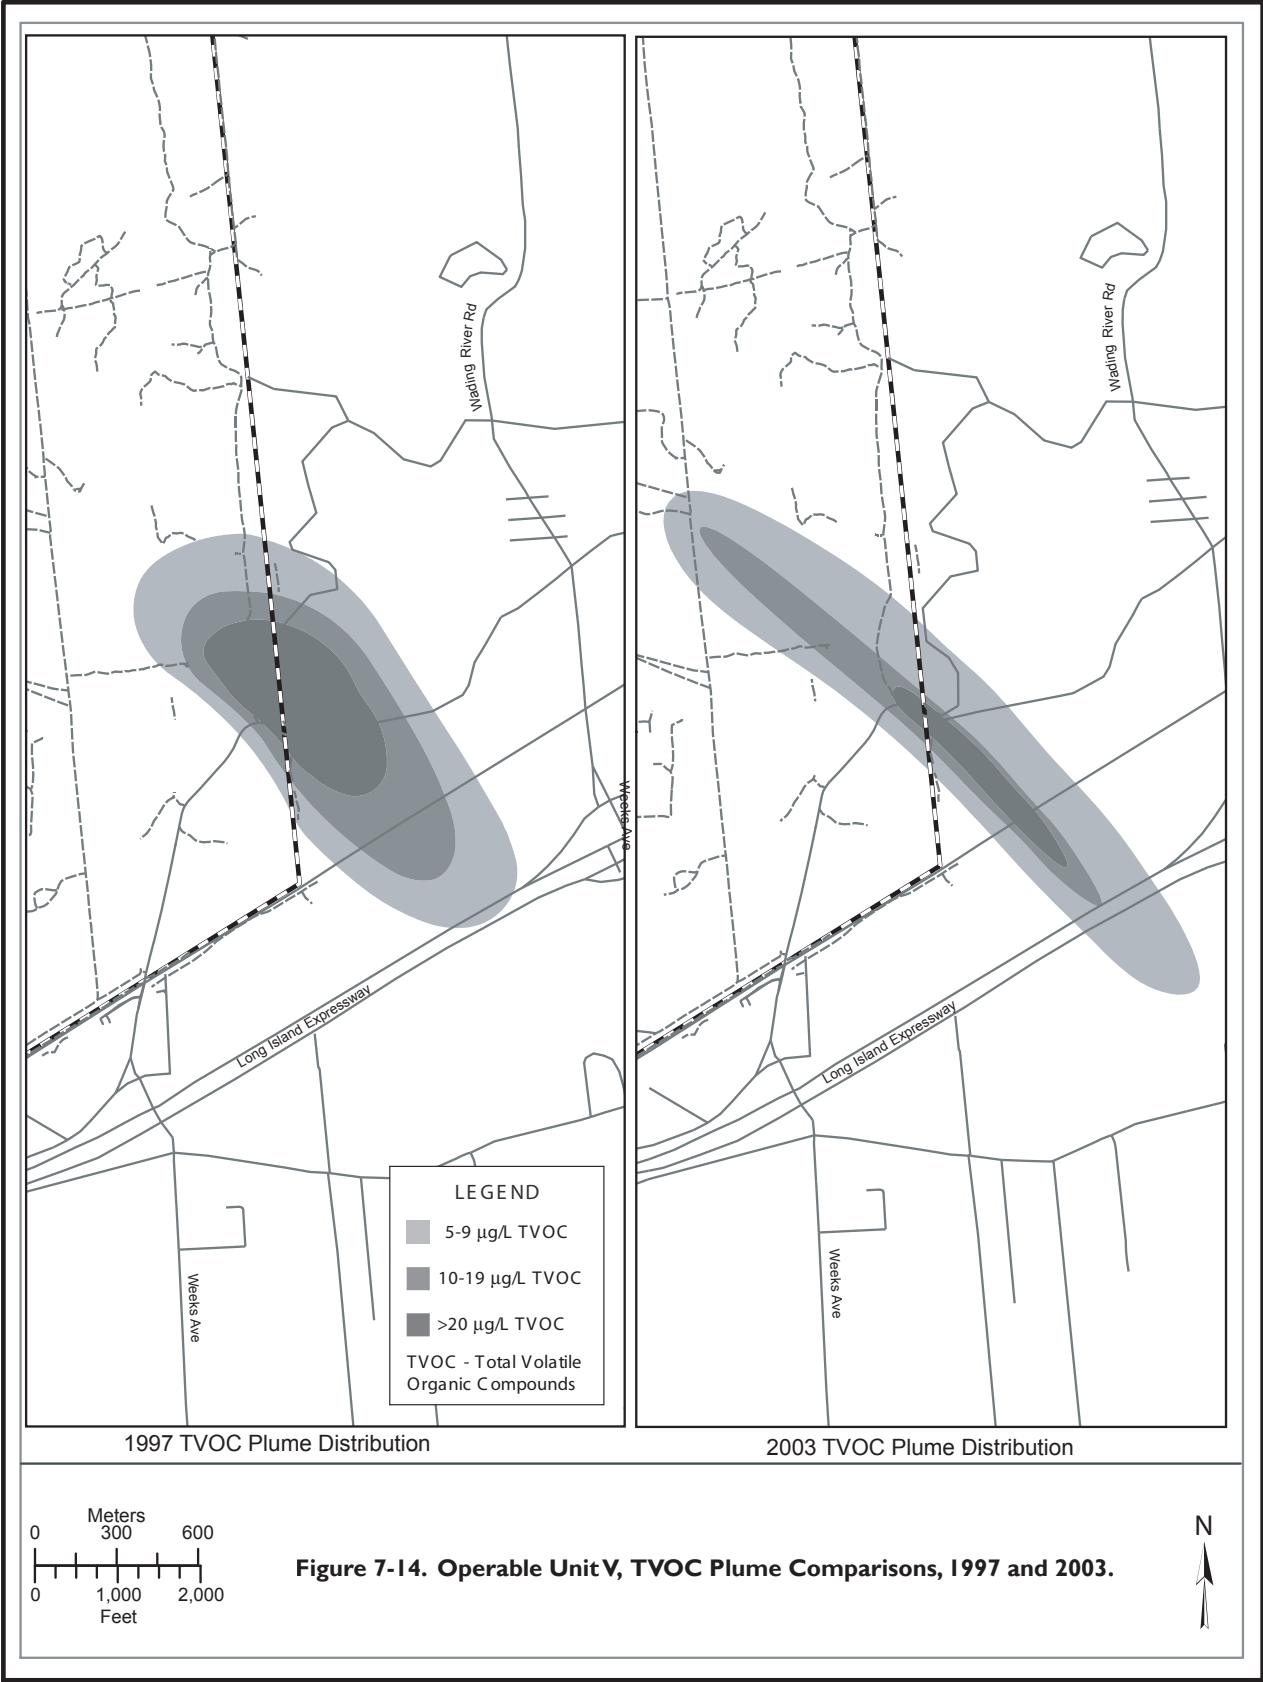 Wading River Rd
Weeks Ave
Long Island Expressway
Weeks Ave
LEGEND
5-9 µg/L TVOC
10-19 µg/L TVOC
>20 µg/L TVOC
TVOC - Total Volatile
Organic Compounds
1997 TVOC Plume Distribution
Wading River Rd
Long Island Expressway
Weeks Ave
2003 TVOC Plume Distribution
Meters
0 300 600
0 1,000 2,000
Feet
Figure 7-14. Operable Unit V, TVOC Plume Comparisons, 1997 and 2003.
N